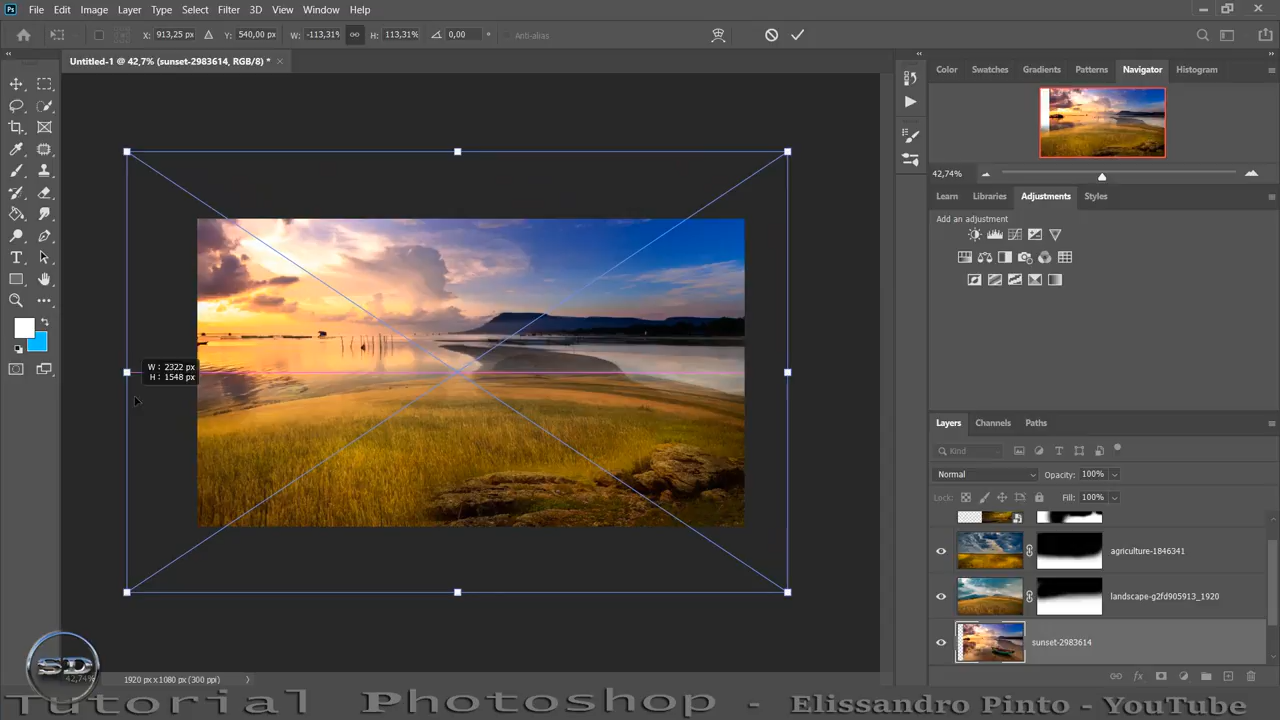 Ps File Edit Image Layer Type Select Filter 3D View Window Help
X: 913,25 px Y: 540,00 px W: -113,31% H: 113,31% 0,00 ° Anti-alias
Untitled-1 @ 42,7% (sunset-2983614, RGB/8) * ×
Color Swatches Gradients Patterns Navigator Histogram
42,74%
Learn Libraries Adjustments Styles
Add an adjustment
W: 2322 px
H: 1548 px
Layers Channels Paths
Kind
Normal Opacity: 100%
Lock: Fill: 100%
agriculture-1846341
landscape-g2fd905913_1920
sunset-2983614
SD
42,74% 1920 px x 1080 px (300 ppi)
Tutorial Photoshop - Elissandro Pinto - YouTube